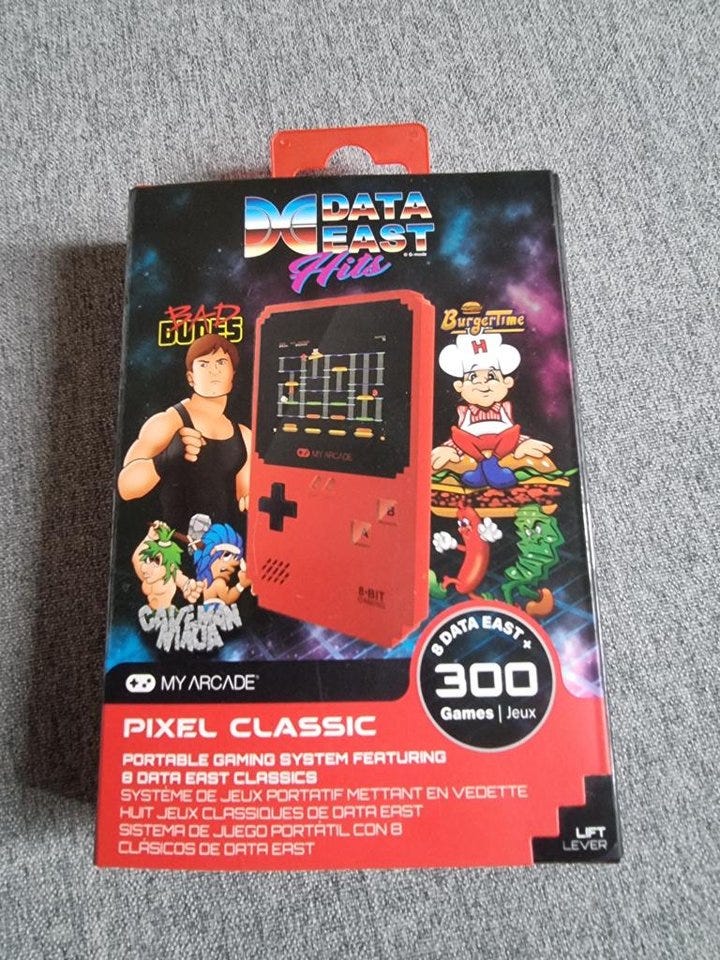 DATA
EAST
Hits
BAD
DUDES
BurgerTime
H
MY ARCADE
B
A
8-BIT
GAMING
CAVEMAN
NINJA
8 DATA EAST ×
300
Games | Jeux
MY ARCADE®
PIXEL CLASSIC
PORTABLE GAMING SYSTEM FEATURING
8 DATA EAST CLASSICS
SYSTÈME DE JEUX PORTATIF METTANT EN VEDETTE
HUIT JEUX CLASSIQUES DE DATA EAST
SISTEMA DE JUEGO PORTÁTIL CON 8
CLÁSICOS DE DATA EAST
LIFT
LEVER